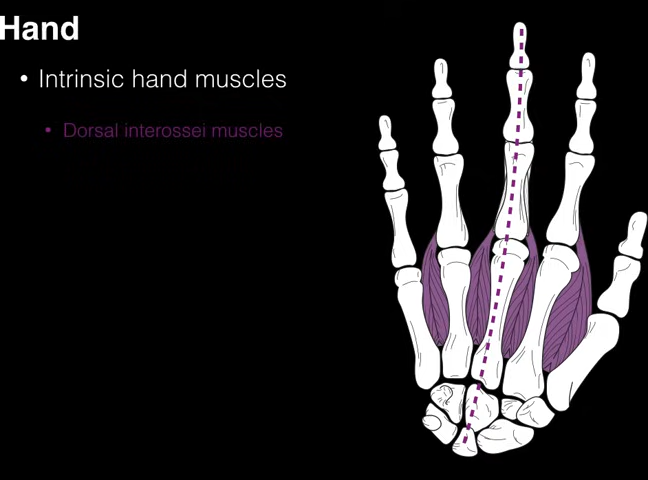 Hand
• Intrinsic hand muscles
• Dorsal interossei muscles